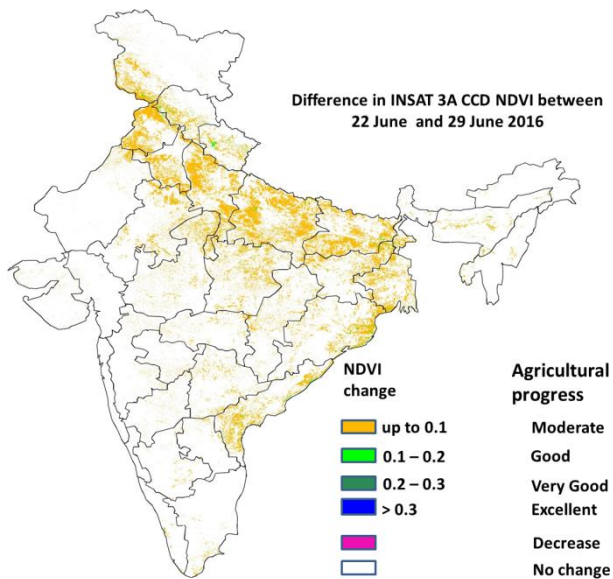 Difference in INSAT 3A CCD NDVI between
22 June and 29 June 2016
NDVI change
Agricultural progress
up to 0.1 Moderate
0.1 – 0.2 Good
0.2 – 0.3 Very Good
> 0.3 Excellent
Decrease
No change